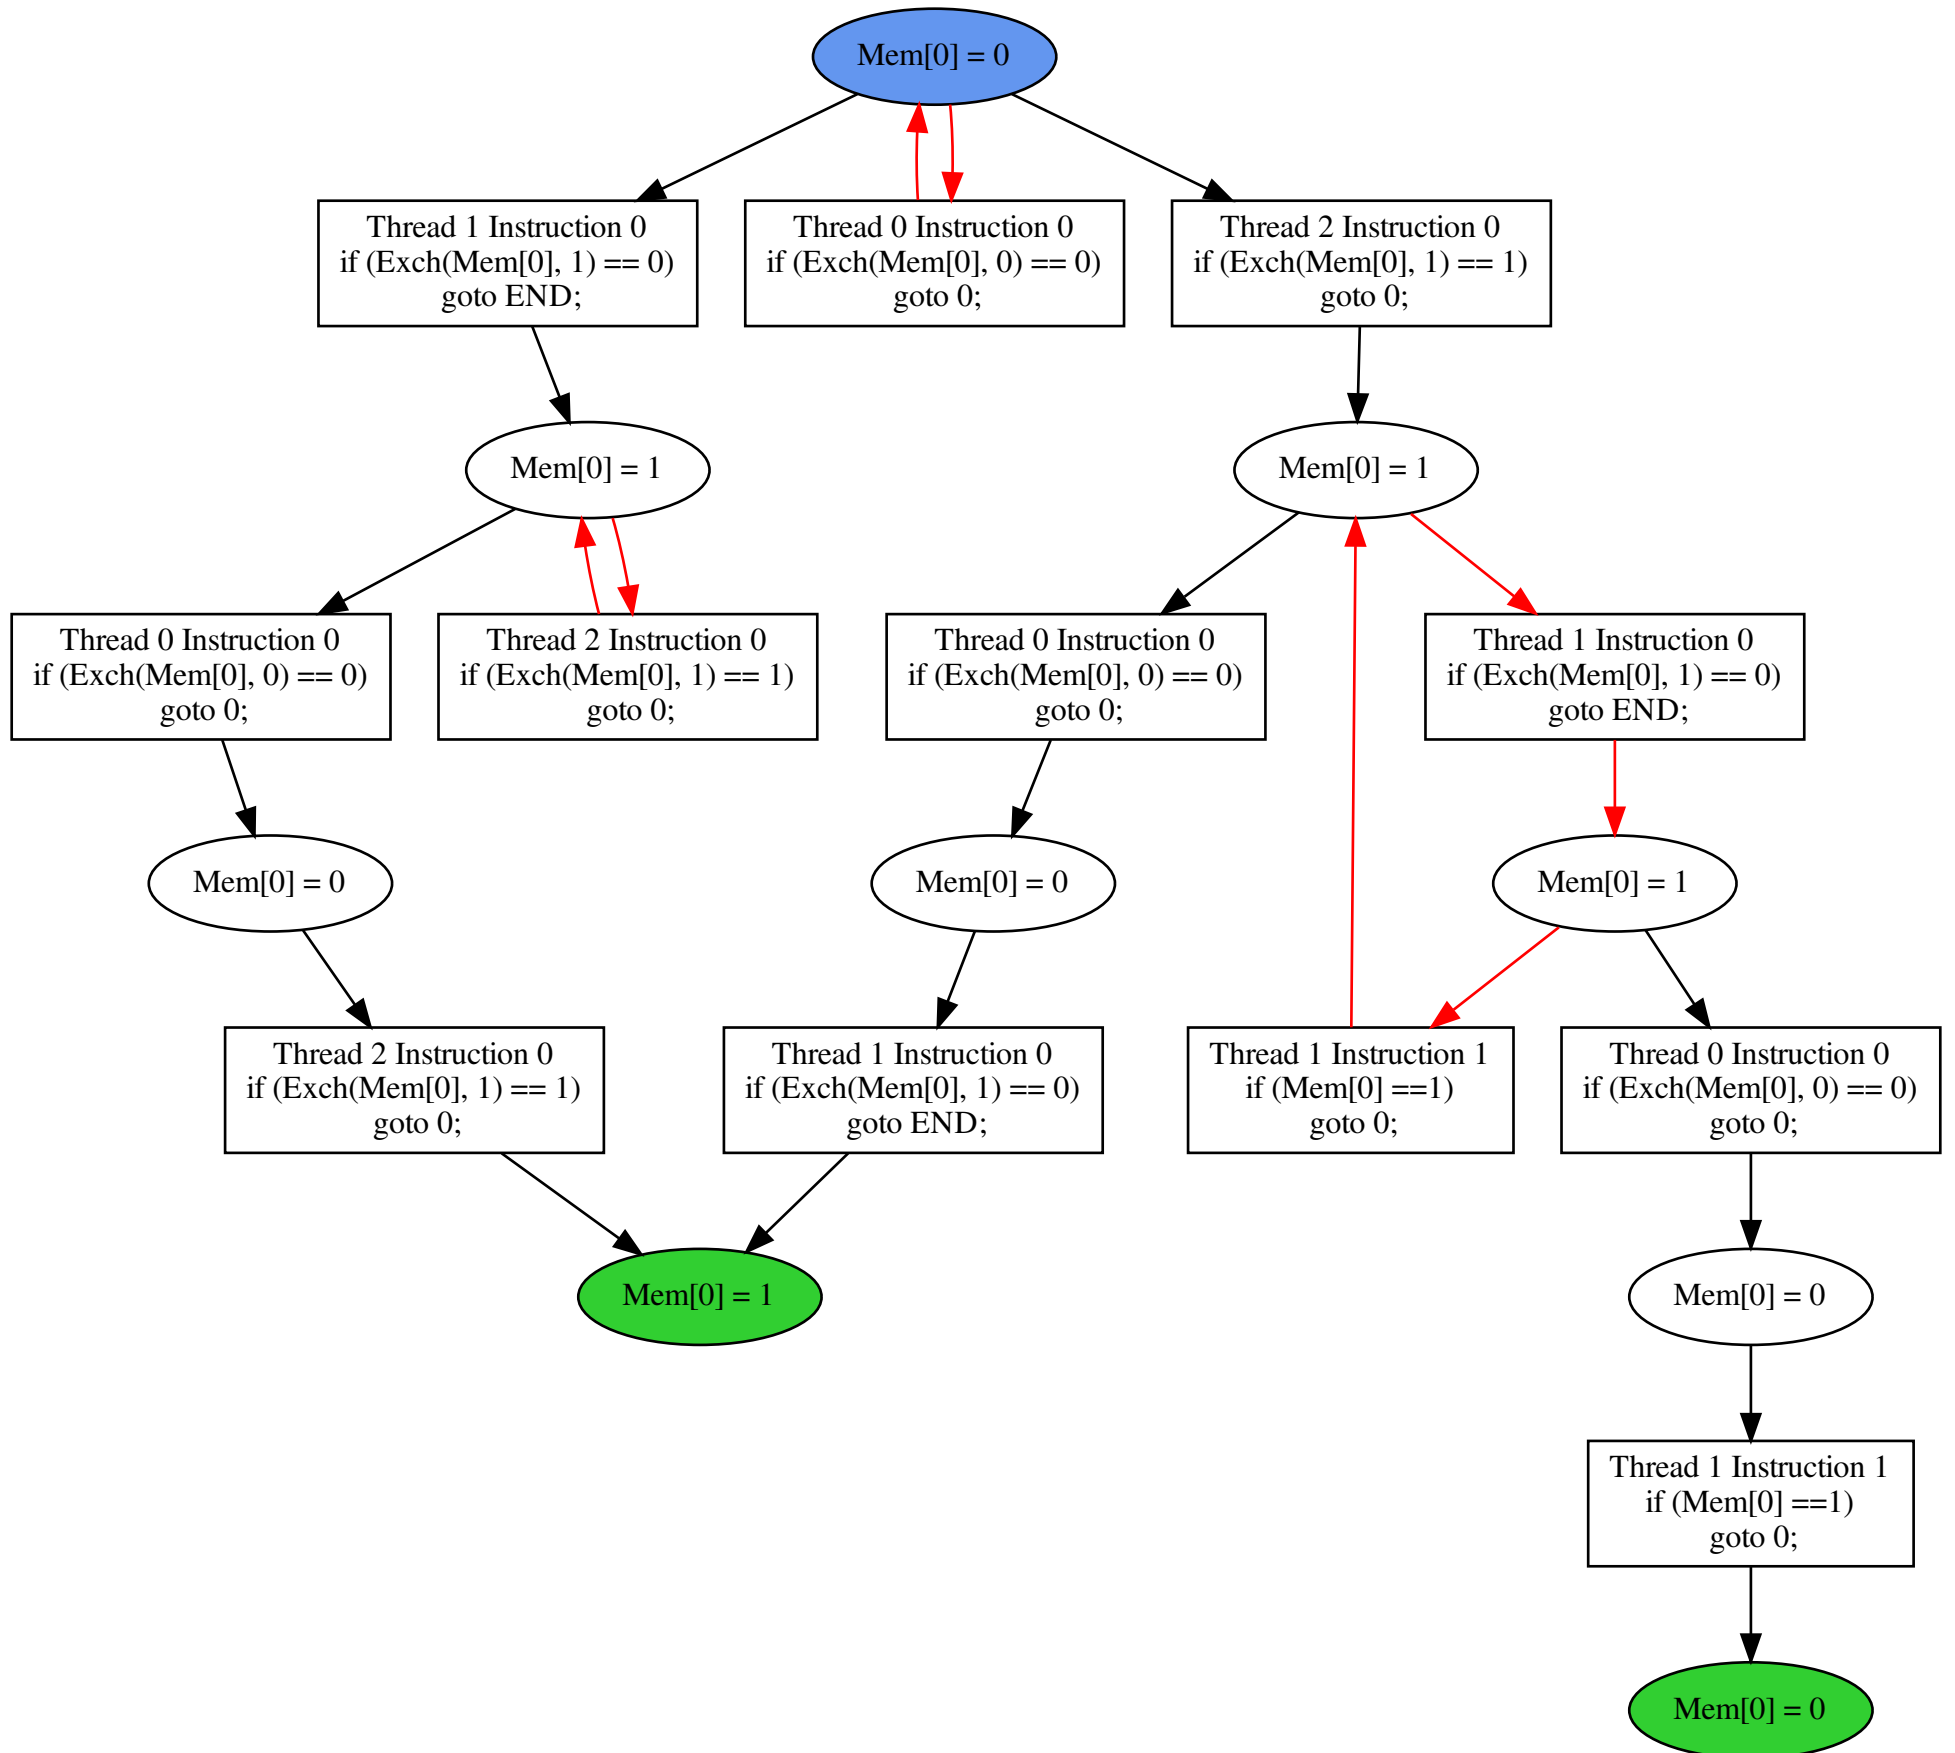 Mem[0] = 0
Thread 1 Instruction 0
if (Exch(Mem[0], 1) == 0)
goto END;
Thread 0 Instruction 0
if (Exch(Mem[0], 0) == 0)
goto 0;
Thread 2 Instruction 0
if (Exch(Mem[0], 1) == 1)
goto 0;
Mem[0] = 1
Mem[0] = 1
Thread 0 Instruction 0
if (Exch(Mem[0], 0) == 0)
goto 0;
Thread 2 Instruction 0
if (Exch(Mem[0], 1) == 1)
goto 0;
Thread 0 Instruction 0
if (Exch(Mem[0], 0) == 0)
goto 0;
Thread 1 Instruction 0
if (Exch(Mem[0], 1) == 0)
goto END;
Mem[0] = 0
Mem[0] = 0
Mem[0] = 1
Thread 2 Instruction 0
if (Exch(Mem[0], 1) == 1)
goto 0;
Thread 1 Instruction 0
if (Exch(Mem[0], 1) == 0)
goto END;
Thread 1 Instruction 1
if (Mem[0] ==1)
goto 0;
Thread 0 Instruction 0
if (Exch(Mem[0], 0) == 0)
goto 0;
Mem[0] = 1
Mem[0] = 0
Thread 1 Instruction 1
if (Mem[0] ==1)
goto 0;
Mem[0] = 0